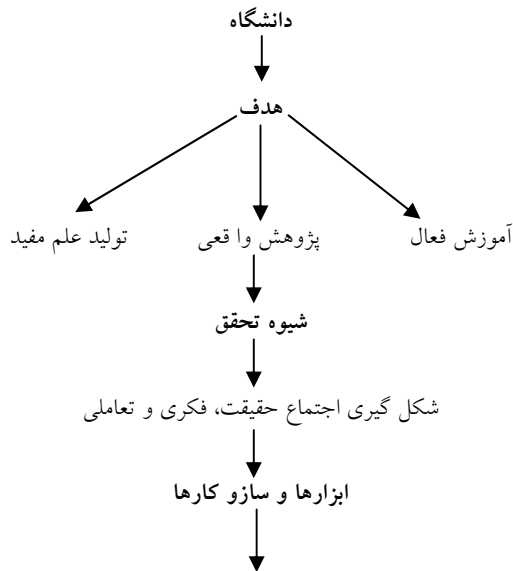 دانشگاه
هدف
آموزش فعال پژوهش وا قعی تولید علم مفید
شیوه تحقق
شکل گیری اجتماع حقیقت، فکری و تعاملی
ابزارها و سازو کارها